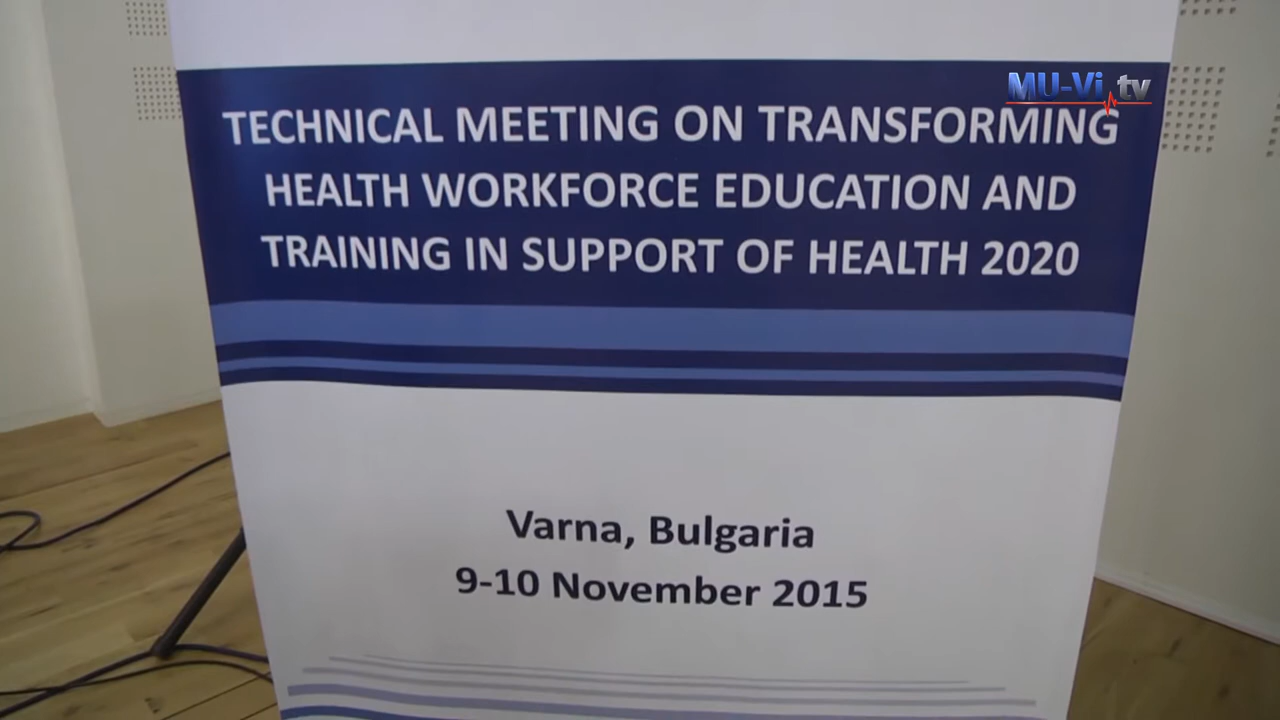 MU-Vi.tv
TECHNICAL MEETING ON TRANSFORMING
HEALTH WORKFORCE EDUCATION AND
TRAINING IN SUPPORT OF HEALTH 2020
Varna, Bulgaria
9-10 November 2015